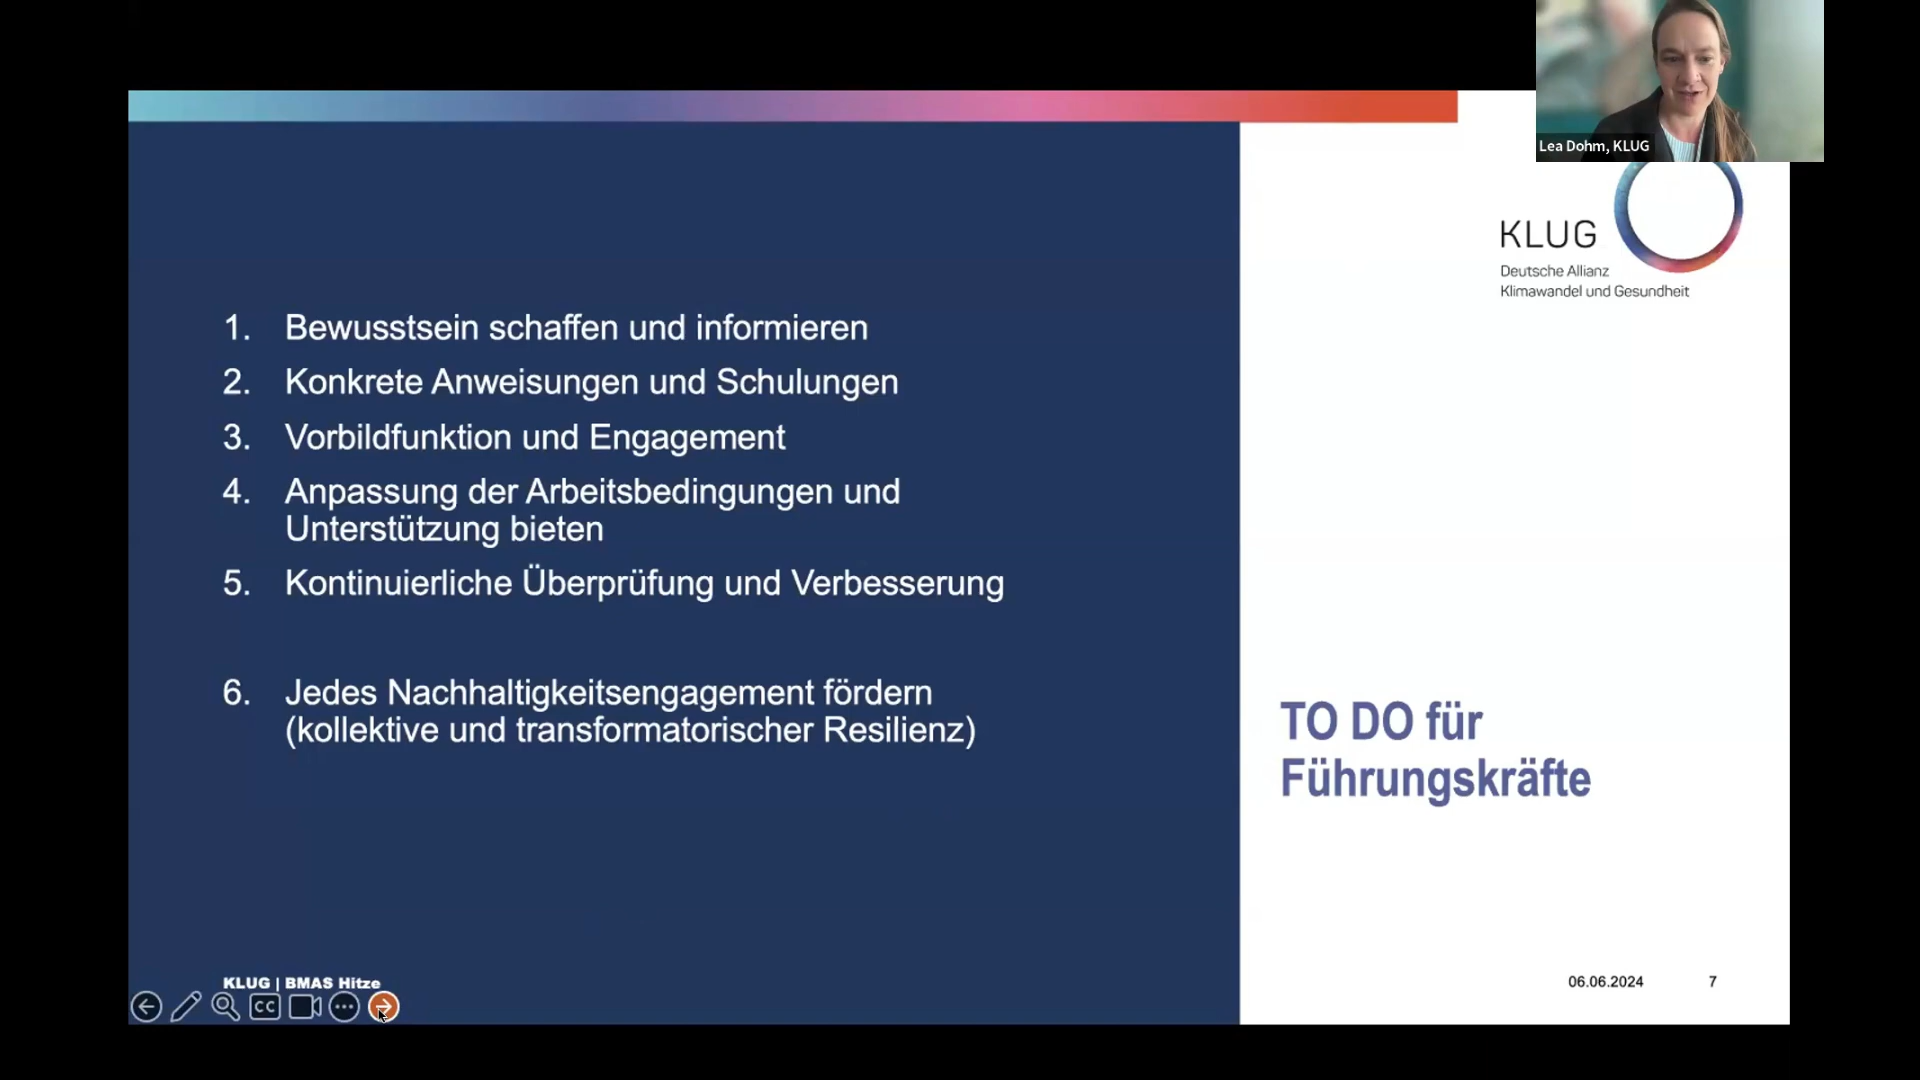 Lea Dohm, KLUG
KLUG
Deutsche Allianz
Klimawandel und Gesundheit
1. Bewusstsein schaffen und informieren
2. Konkrete Anweisungen und Schulungen
3. Vorbildfunktion und Engagement
4. Anpassung der Arbeitsbedingungen und
Unterstützung bieten
5. Kontinuierliche Überprüfung und Verbesserung
6. Jedes Nachhaltigkeitsengagement fördern
(kollektive und transformatorischer Resilienz)
TO DO für
Führungskräfte
KLUG | BMAS Hitze
CC
06.06.2024
7